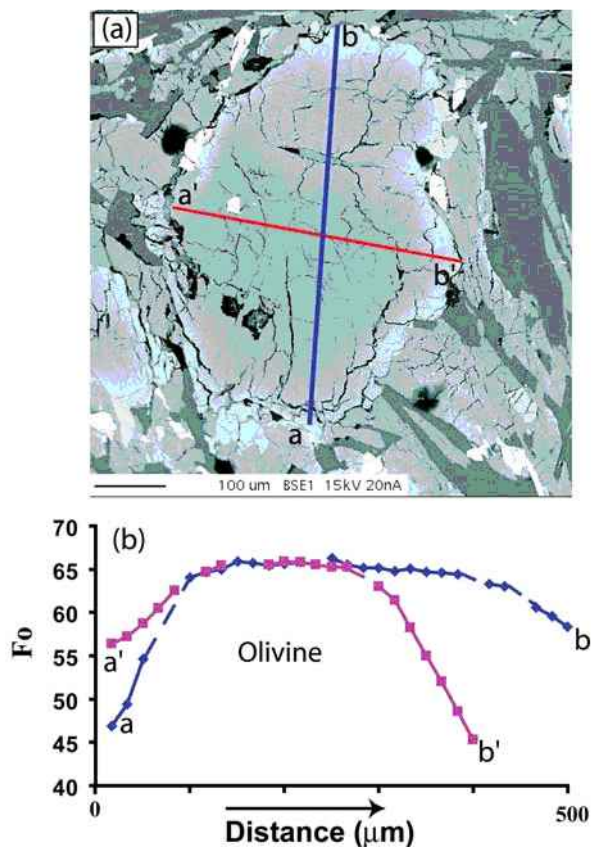 (a)
b
a'
b'
a
100 um BSE1 15kV 20nA
(b)
70
65
60
55
50
45
40
Fo
Olivine
a'
a
b
b'
0
500
Distance (μm)